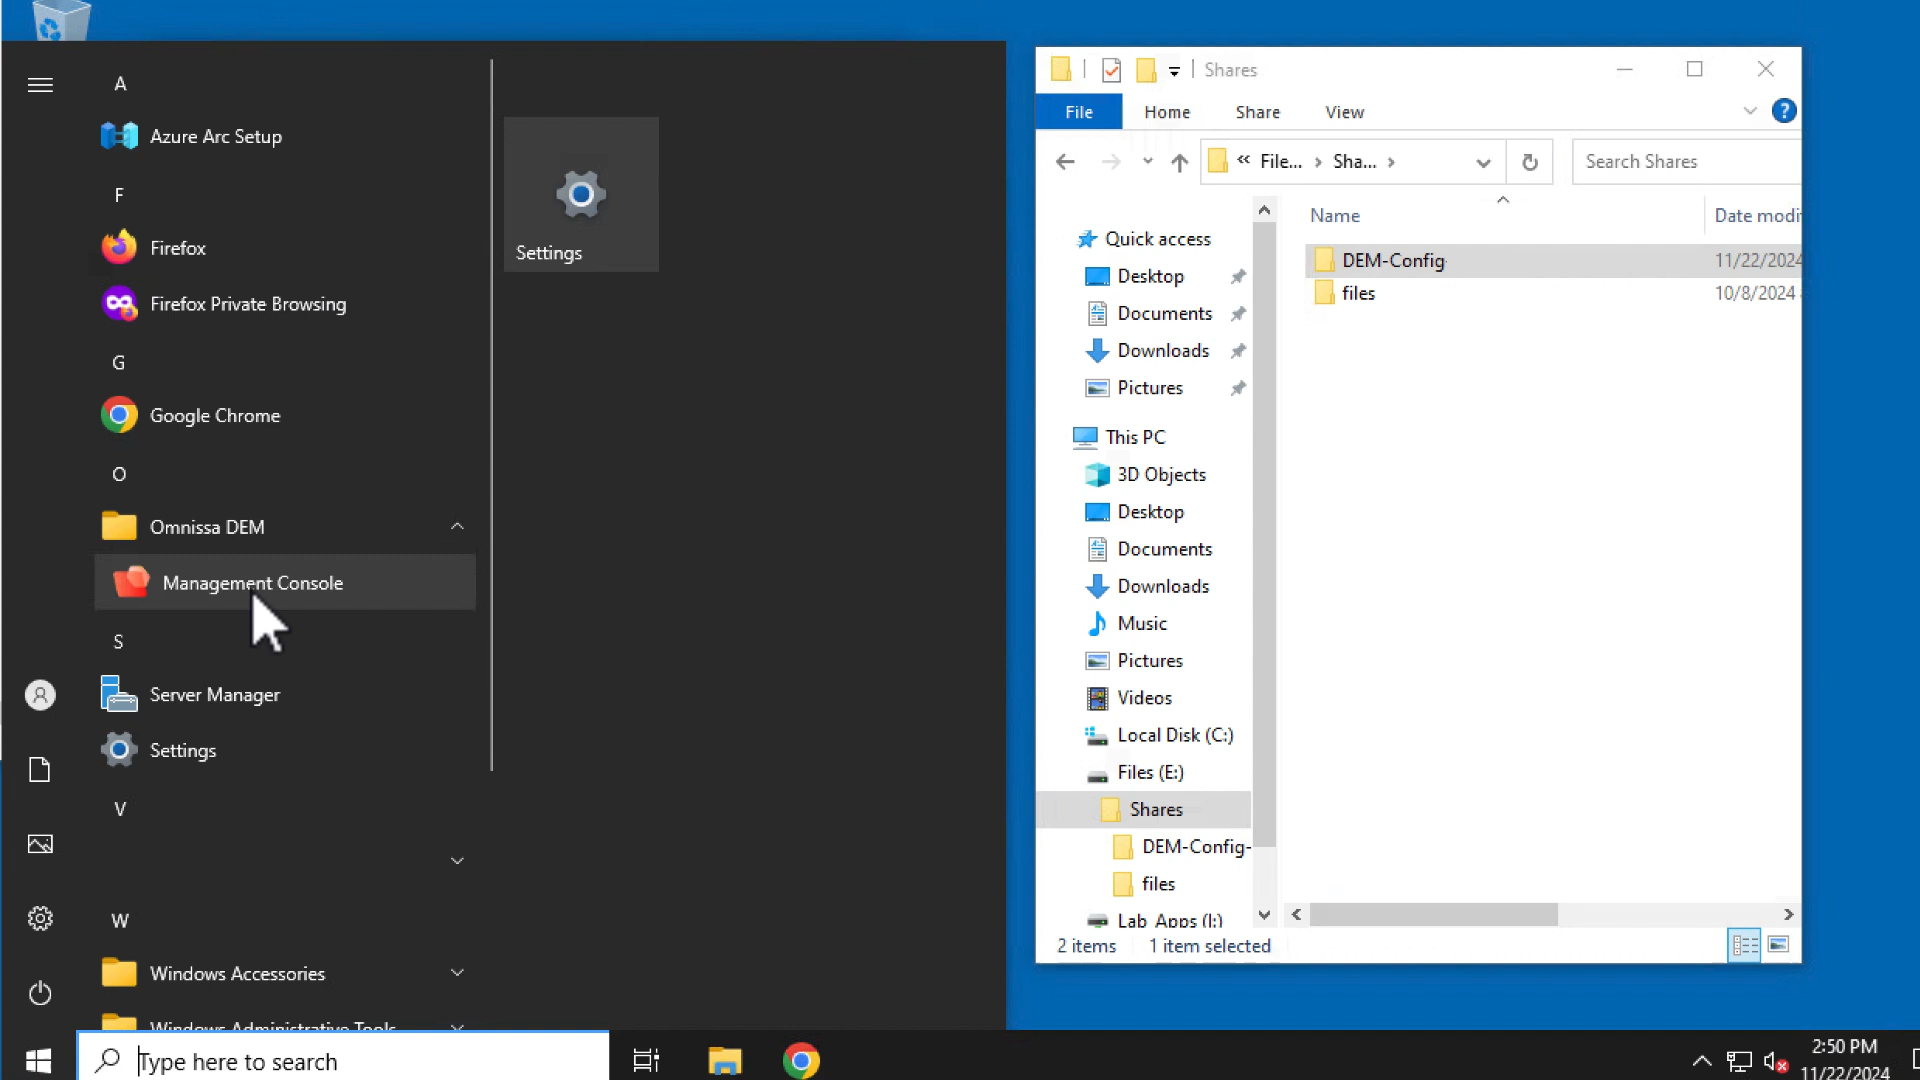 A
Azure Arc Setup
F
Firefox
Firefox Private Browsing
G
Google Chrome
O
Omnissa DEM
Management Console
S
Server Manager
Settings
V
W
Windows Accessories
Windows Administrative Tools
Settings
Type here to search
Shares
File
Home
Share
View
?
« File... › Sha... ›
Search Shares
Name
Date modi
Quick access
Desktop
Documents
Downloads
Pictures
This PC
3D Objects
Desktop
Documents
Downloads
Music
Pictures
Videos
Local Disk (C:)
Files (E:)
Shares
DEM-Config-
files
Lab_Apps (I:)
DEM-Config
11/22/2024
files
10/8/2024
2 items
1 item selected
2:50 PM
11/22/2024